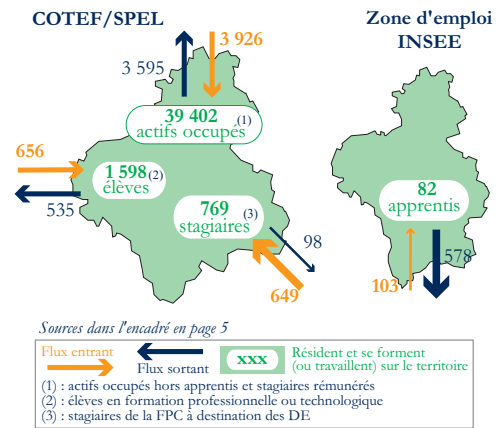 COTEF/SPEL
Zone d'emploi
INSEE
3 926
3 595
39 402 (1)
actifs occupés
656
1 598 (2)
élèves
535
769
stagiaires (3)
98
649
82
apprentis
103
578
Sources dans l'encadré en page 5
Flux entrant
Flux sortant
xxx
Résident et se forment
(ou travaillent) sur le territoire
(1) : actifs occupés hors apprentis et stagiaires rémunérés
(2) : élèves en formation professionnelle ou technologique
(3) : stagiaires de la FPC à destination des DE